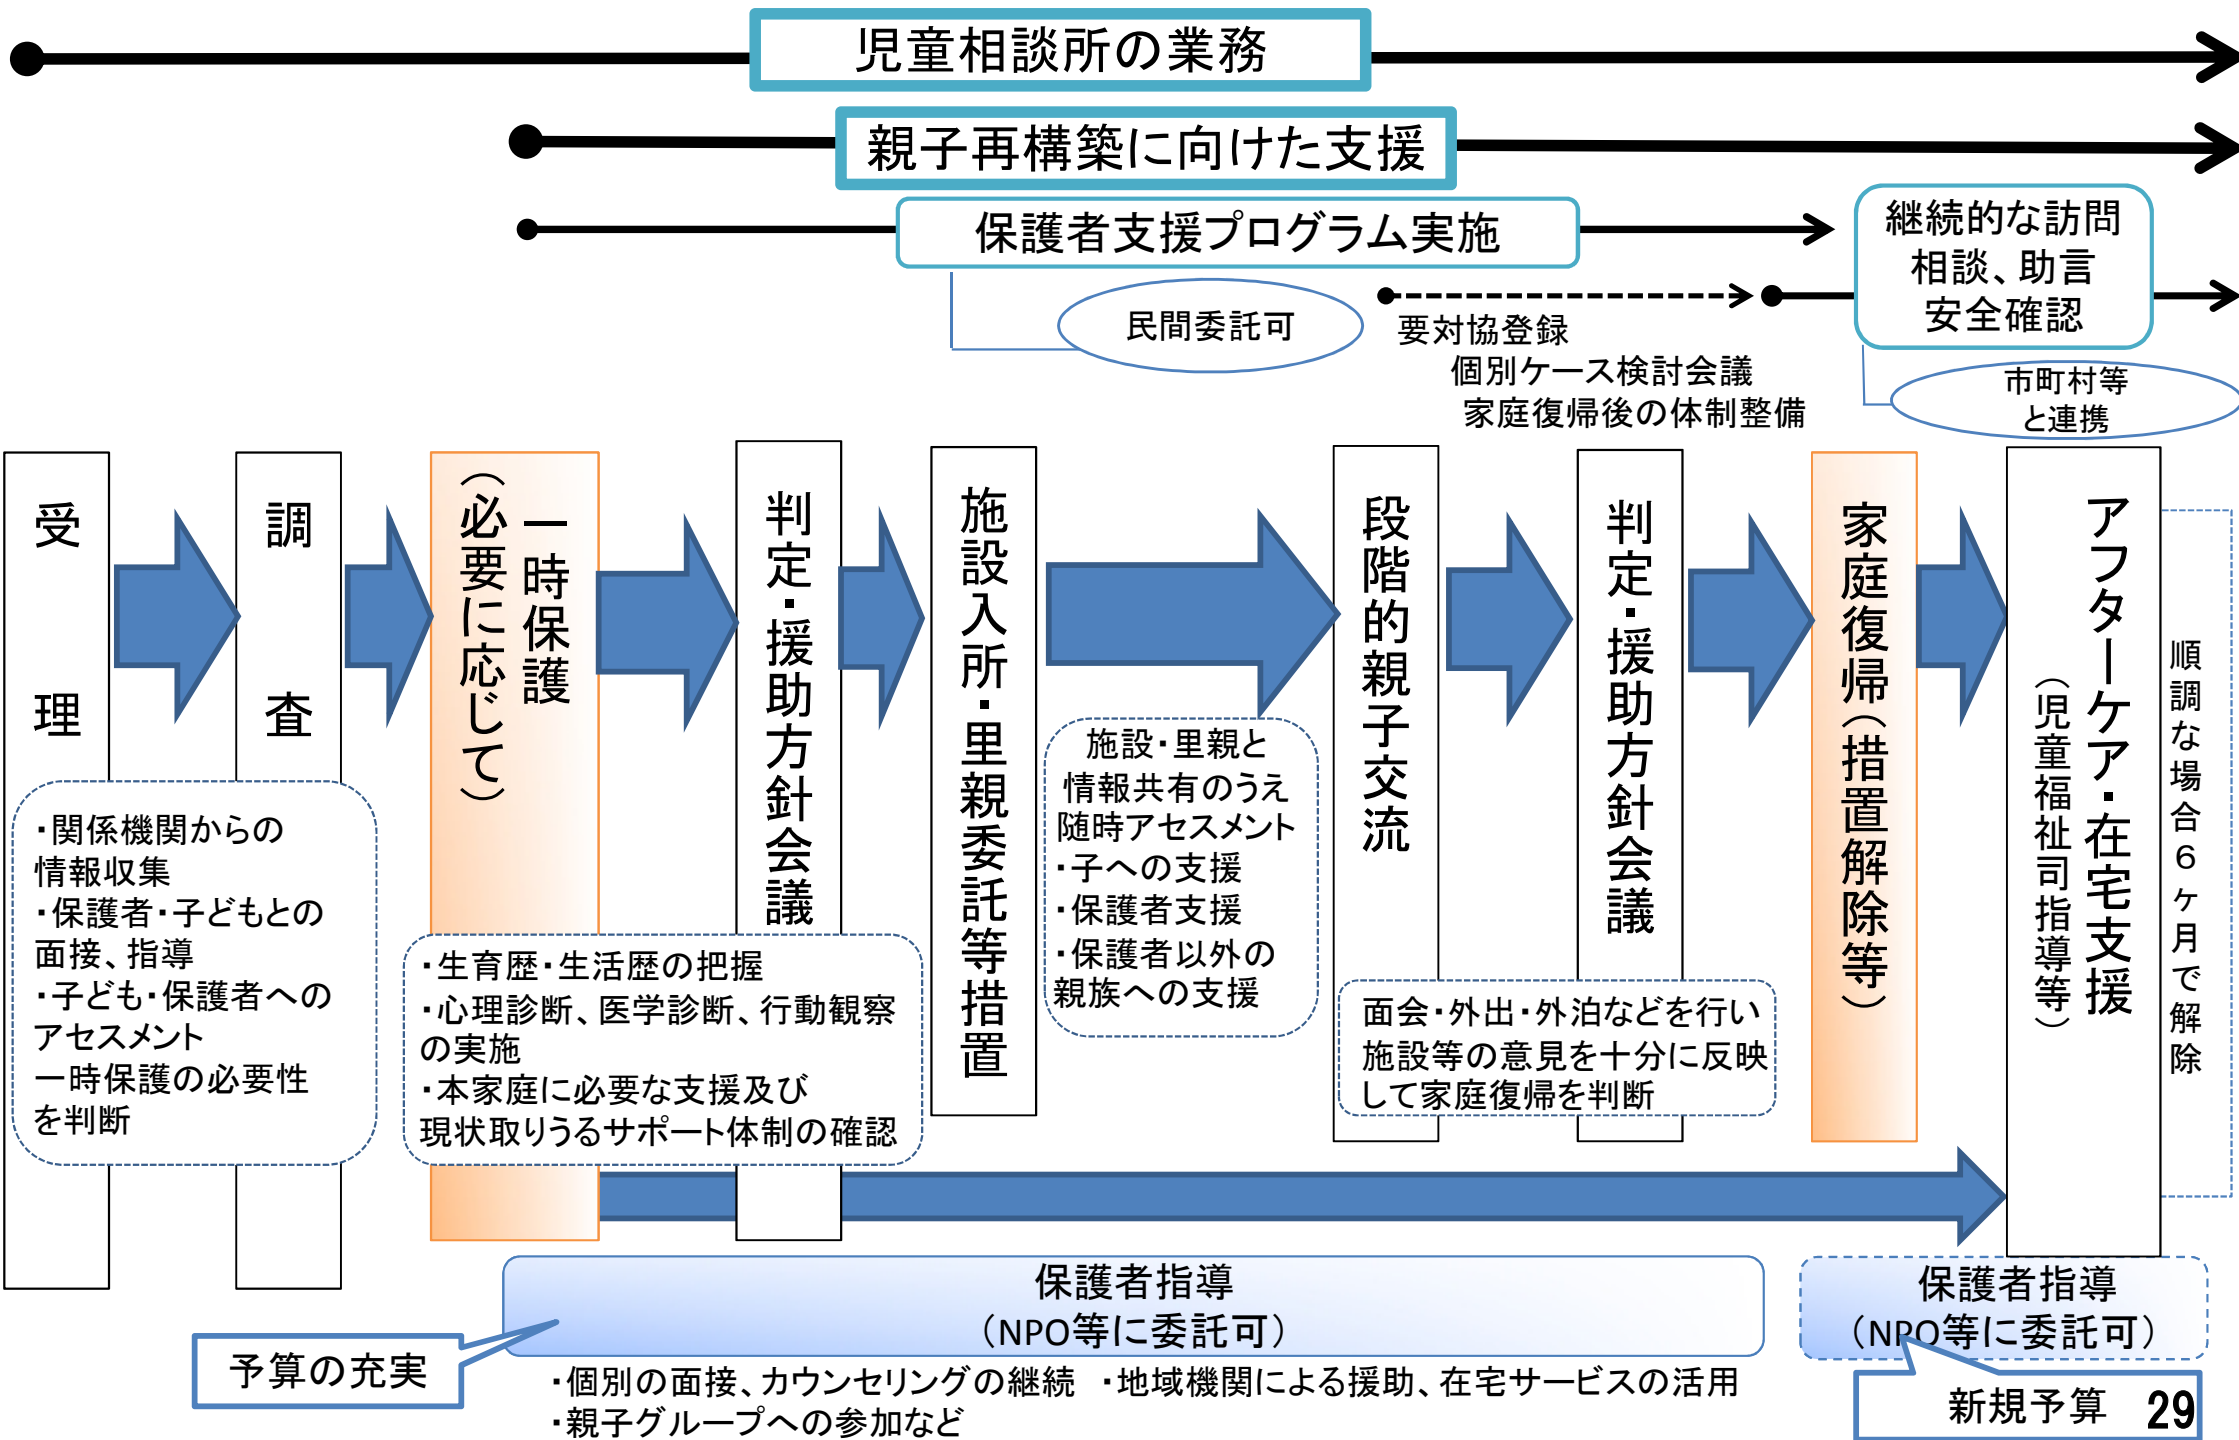 児童相談所の業務
親子再構築に向けた支援
保護者支援プログラム実施
継続的な訪問
相談、助言
安全確認
民間委託可
要対協登録
個別ケース検討会議
家庭復帰後の体制整備
市町村等
と連携
受理
調査
一時保護
（必要に応じて）
判定・援助方針会議
施設入所・里親委託等措置
段階的親子交流
判定・援助方針会議
家庭復帰（措置解除等）
アフターケア・在宅支援
（児童福祉司指導等）
順調な場合６ヶ月で解除
・関係機関からの
情報収集
・保護者・子どもとの
面接、指導
・子ども・保護者への
アセスメント
一時保護の必要性
を判断
・生育歴・生活歴の把握
・心理診断、医学診断、行動観察
の実施
・本家庭に必要な支援及び
現状取りうるサポート体制の確認
施設・里親と
情報共有のうえ
随時アセスメント
・子への支援
・保護者支援
・保護者以外の
親族への支援
面会・外出・外泊などを行い
施設等の意見を十分に反映
して家庭復帰を判断
保護者指導
（NPO等に委託可）
保護者指導
（NPO等に委託可）
予算の充実
・個別の面接、カウンセリングの継続　・地域機関による援助、在宅サービスの活用
・親子グループへの参加など
新規予算
29